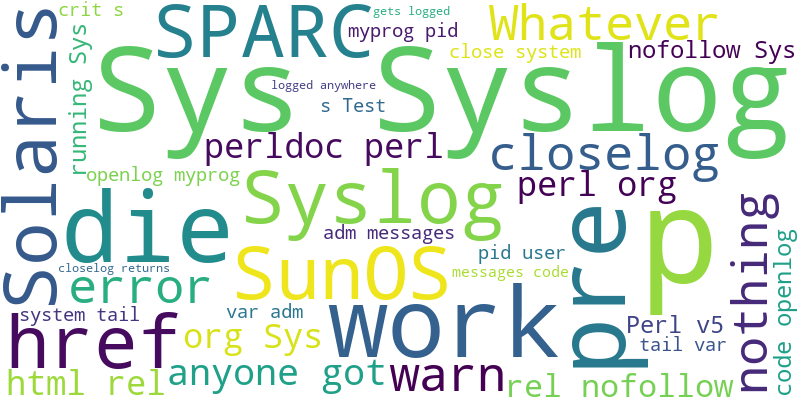 crit s
gets logged
SPARC
myprog pid
Whatever
close system
nofollow Sys
Solaris
running Sys
Sys Syslog
logged anywhere
s Test
perldoc perl
closelog
openlog myprog
Syslog
perl org
die
adm messages
pre
p
nothing
code openlog
pid user
closelog returns
error
SunOS
messages code
system tail
var adm
work
Perl v5
href
org Sys
tail var
html rel
anyone got
warn
rel nofollow